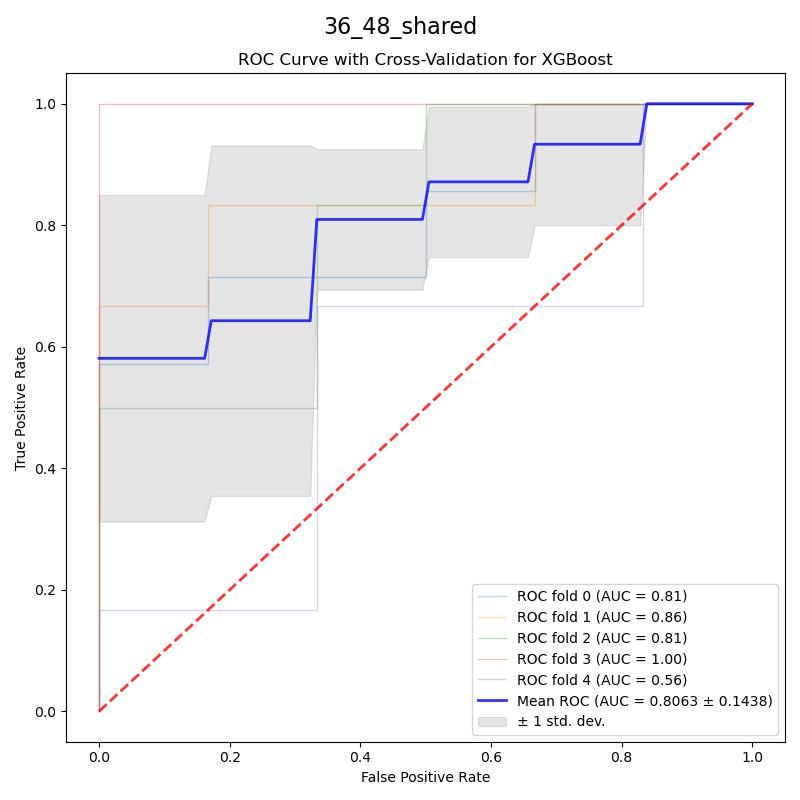 36_48_shared
ROC Curve with Cross-Validation for XGBoost
True Positive Rate
1.0
0.8
0.6
0.4
0.2
0.0
0.0 0.2 0.4 0.6 0.8 1.0
False Positive Rate
ROC fold 0 (AUC = 0.81)
ROC fold 1 (AUC = 0.86)
ROC fold 2 (AUC = 0.81)
ROC fold 3 (AUC = 1.00)
ROC fold 4 (AUC = 0.56)
Mean ROC (AUC = 0.8063 ± 0.1438)
± 1 std. dev.